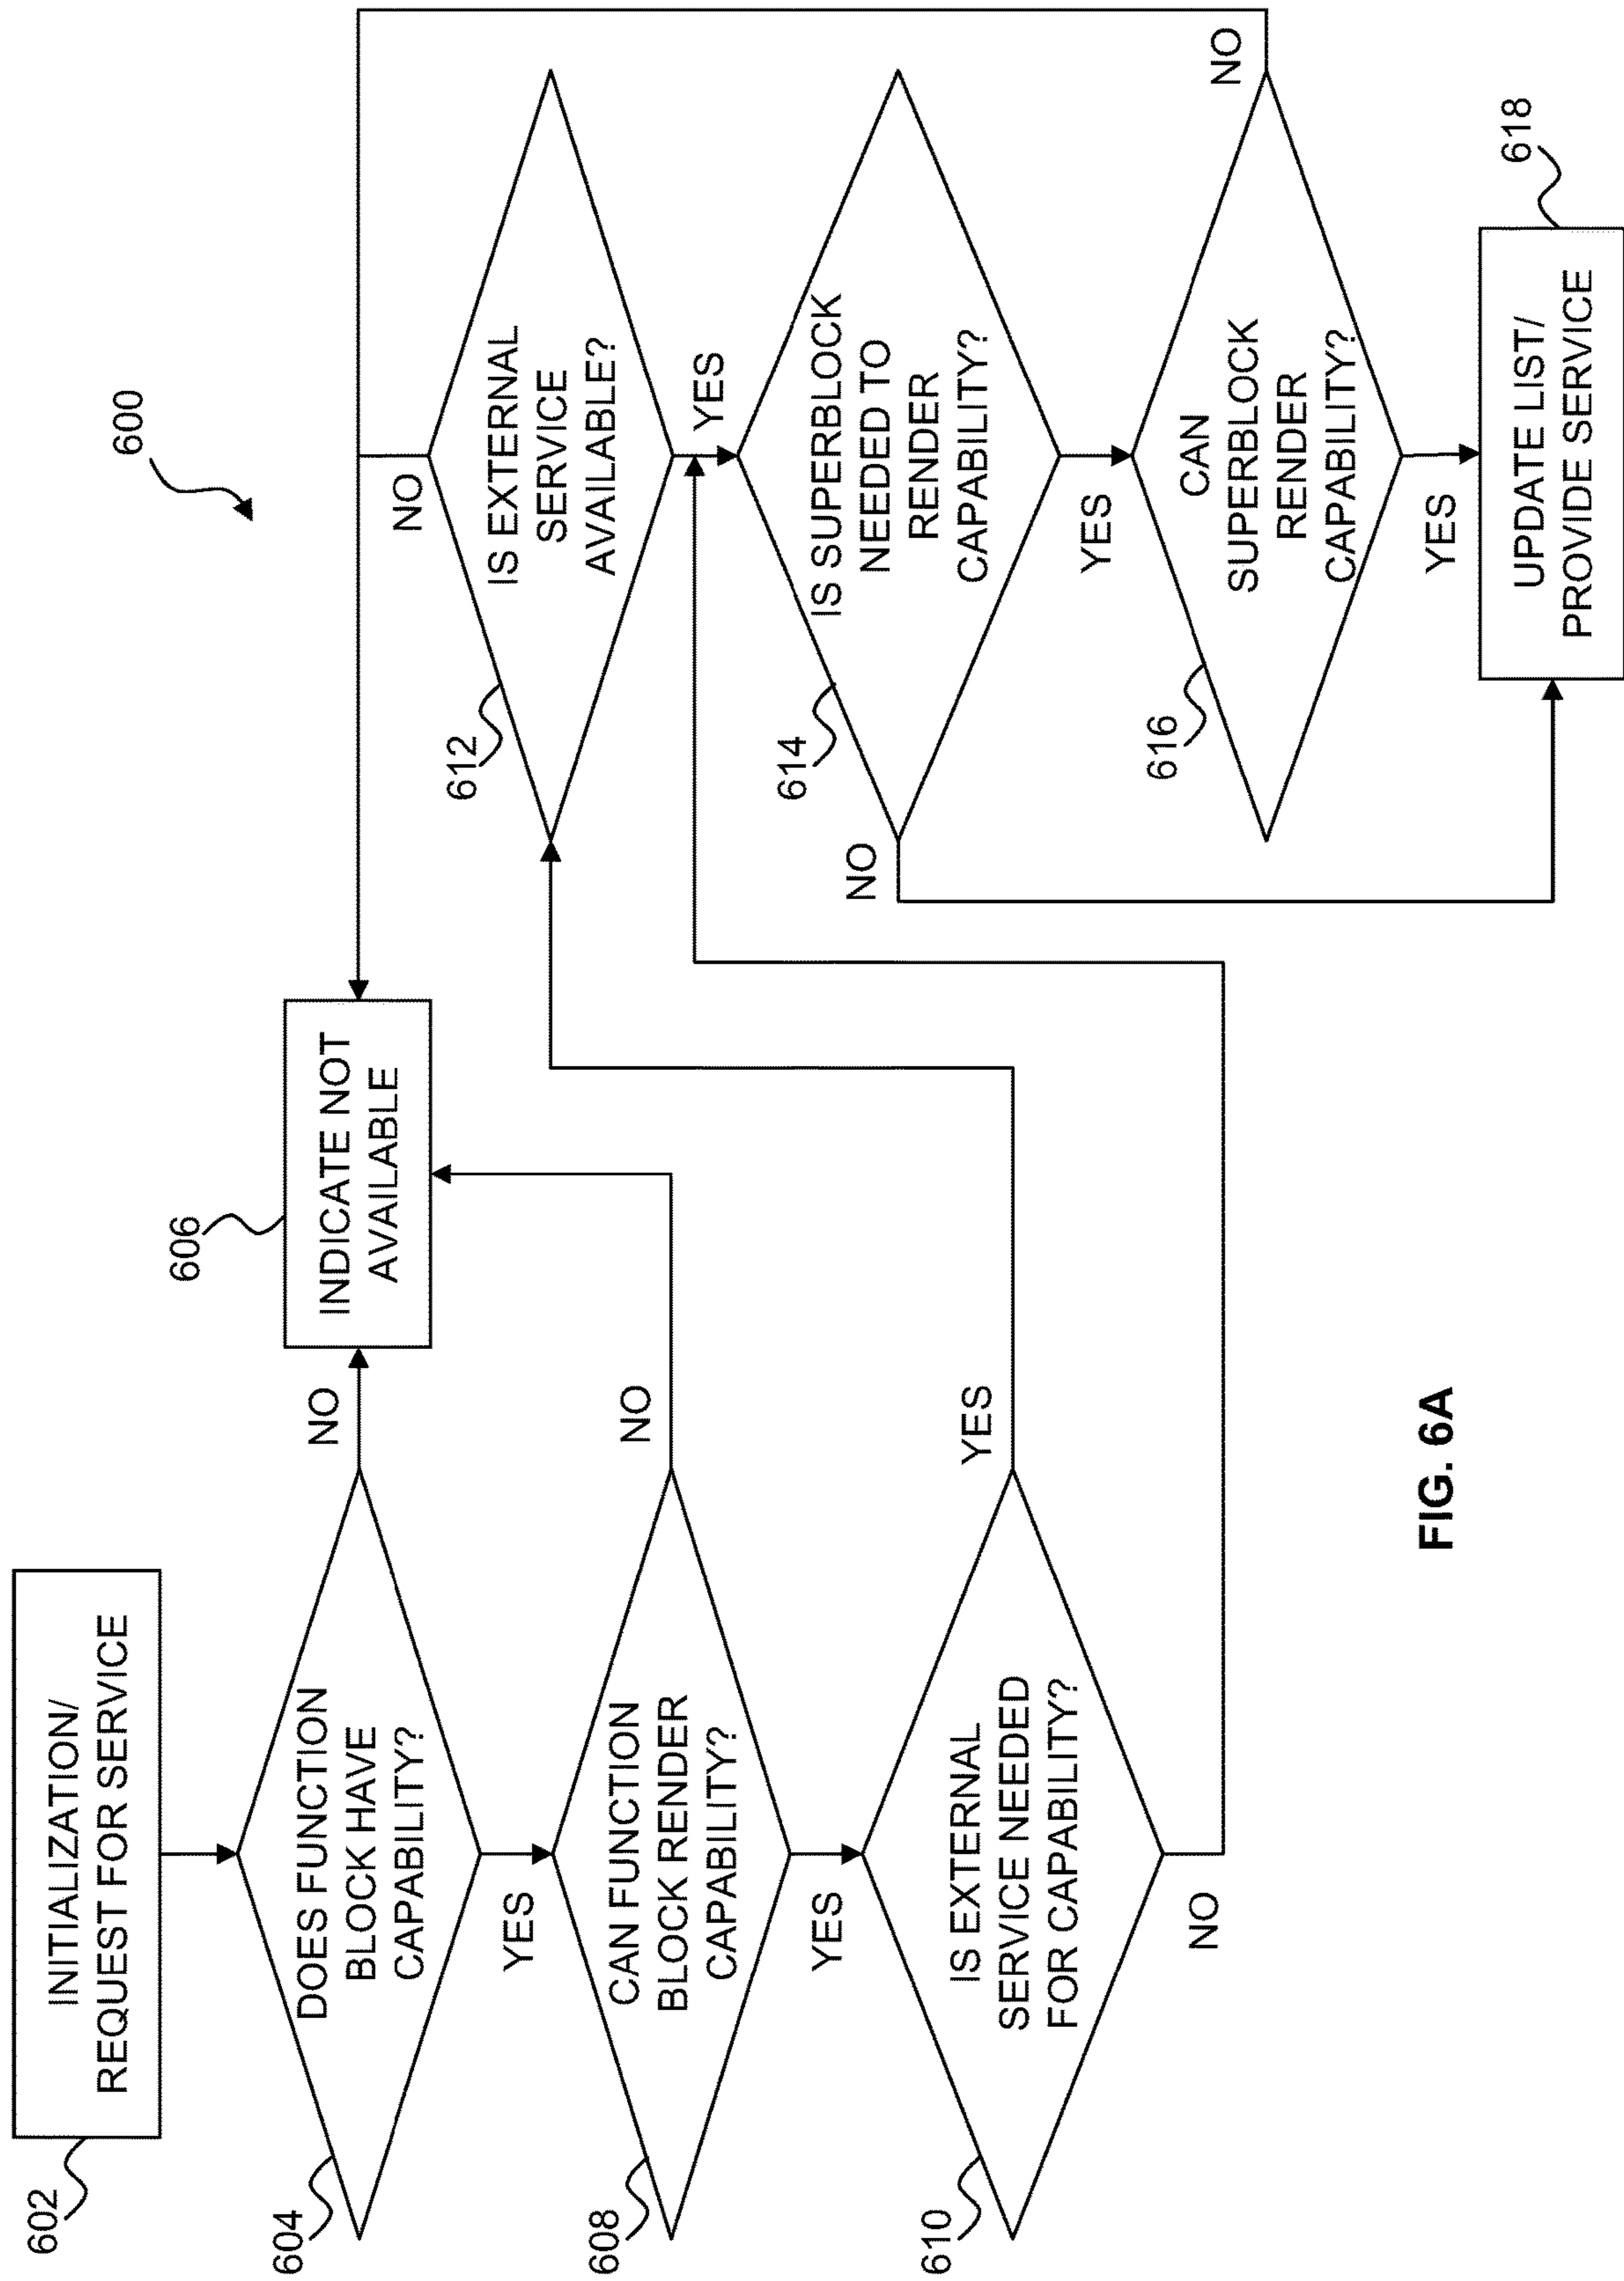 600
602
INITIALIZATION/
REQUEST FOR SERVICE
604
DOES FUNCTION
BLOCK HAVE
CAPABILITY?
NO
YES
606
INDICATE NOT
AVAILABLE
608
CAN FUNCTION
BLOCK RENDER
CAPABILITY?
NO
YES
610
IS EXTERNAL
SERVICE NEEDED
FOR CAPABILITY?
YES
NO
612
IS EXTERNAL
SERVICE
AVAILABLE?
NO
YES
614
IS SUPERBLOCK
NEEDED TO
RENDER
CAPABILITY?
NO
YES
616
CAN
SUPERBLOCK
RENDER
CAPABILITY?
NO
YES
618
UPDATE LIST/
PROVIDE SERVICE
FIG. 6A